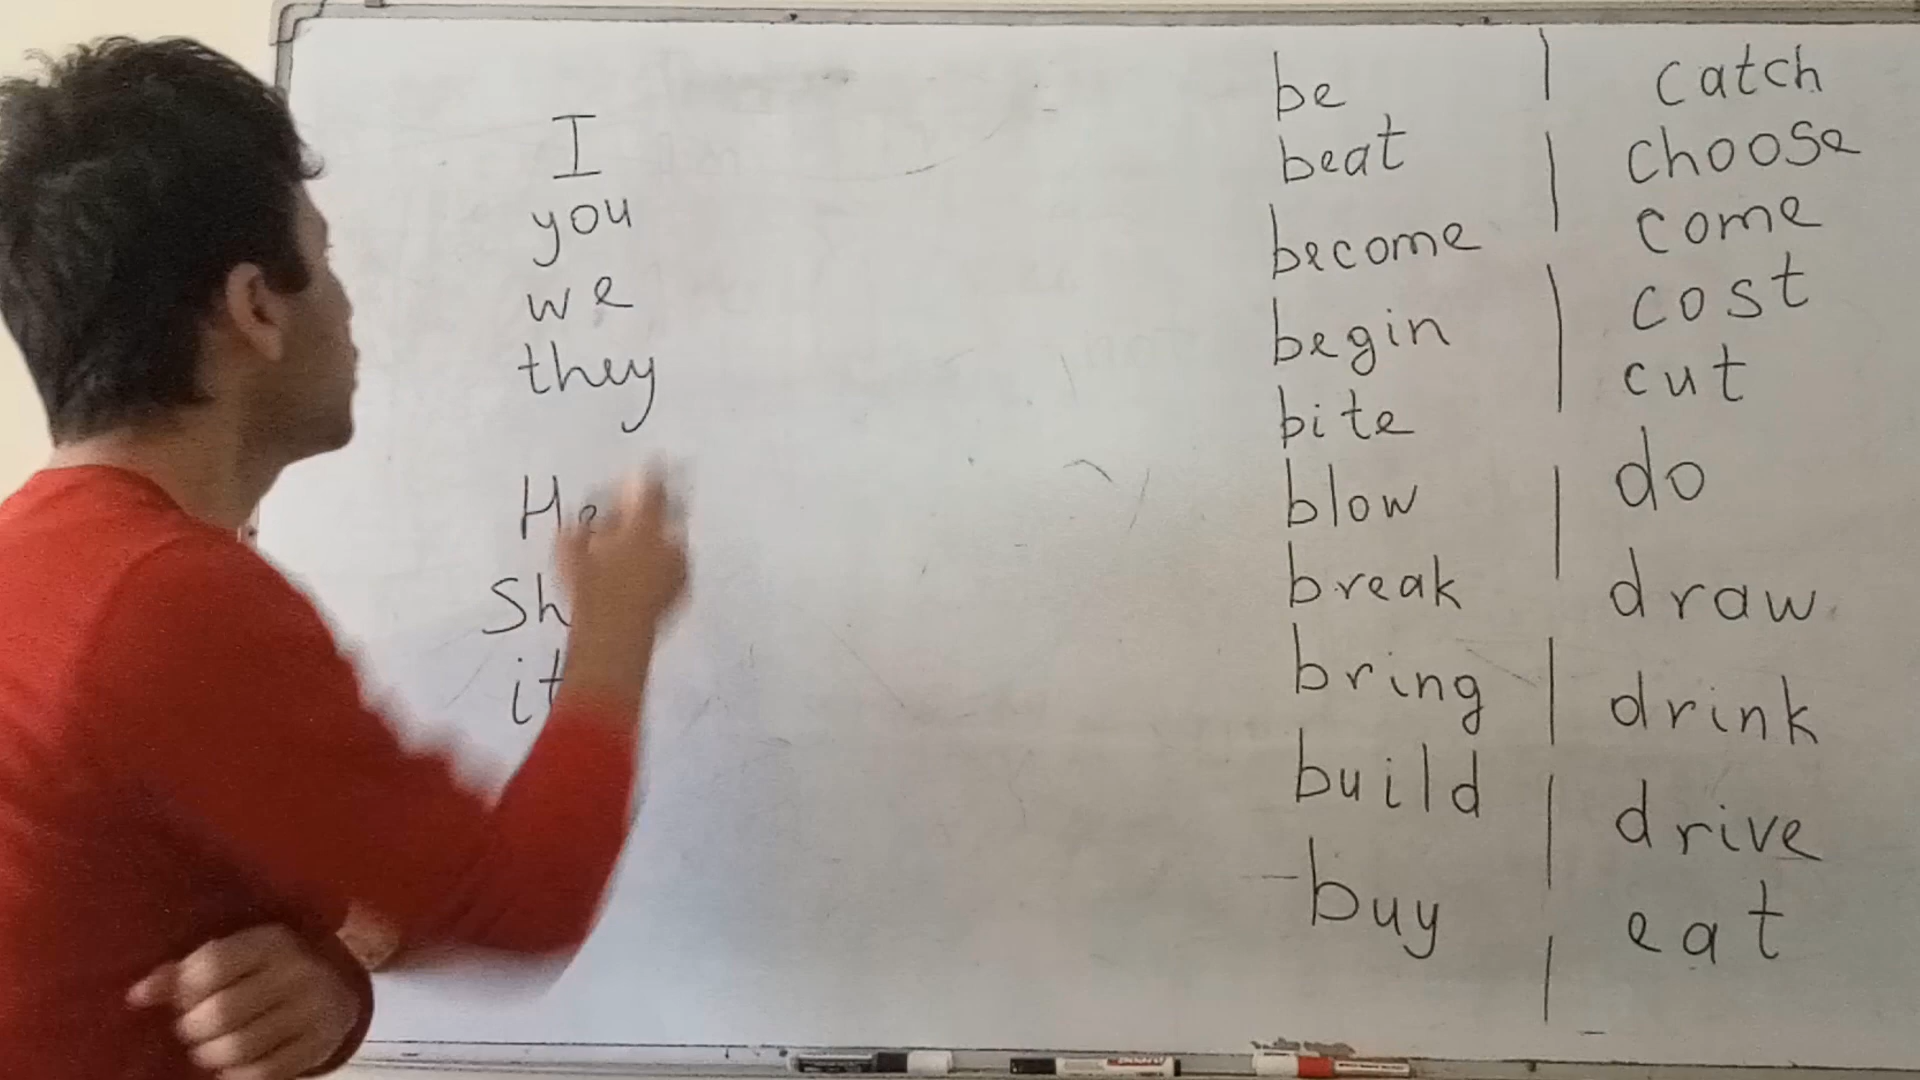 I
you
we
they
He
Sh
it
be
beat
become
begin
bite
blow
break
bring
build
buy
catch
choose
come
cost
cut
do
draw
drink
drive
eat